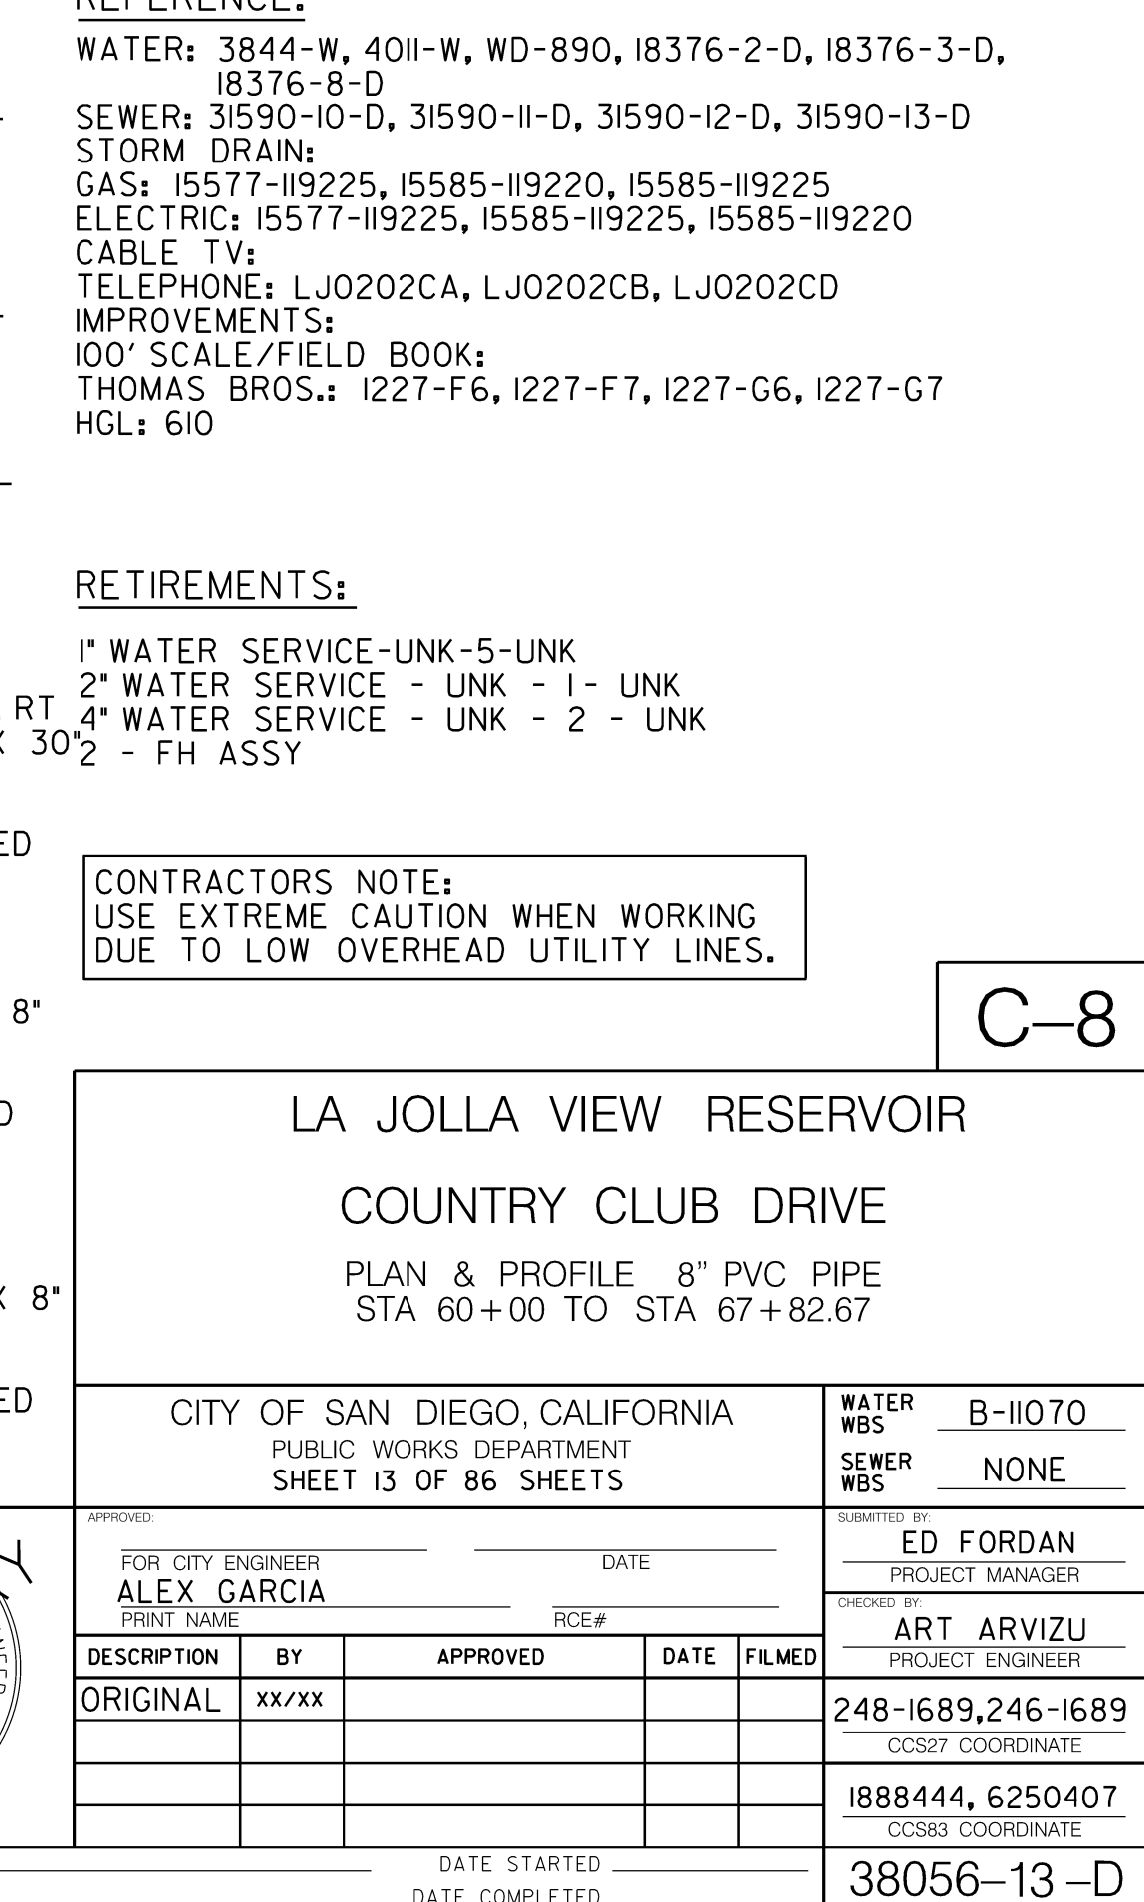 REFERENCE:
WATER: 3844-W, 4011-W, WD-890, 18376-2-D, 18376-3-D,
18376-8-D
SEWER: 31590-10-D, 31590-11-D, 31590-12-D, 31590-13-D
STORM DRAIN:
GAS: 15577-119225, 15585-119220, 15585-119225
ELECTRIC: 15577-119225, 15585-119225, 15585-119220
CABLE TV:
TELEPHONE: LJ0202CA, LJ0202CB, LJ0202CD
IMPROVEMENTS:
100' SCALE/FIELD BOOK:
THOMAS BROS.: 1227-F6, 1227-F7, 1227-G6, 1227-G7
HGL: 610
RETIREMENTS:
1" WATER SERVICE-UNK-5-UNK
2" WATER SERVICE - UNK - 1- UNK
RT
4" WATER SERVICE - UNK - 2 - UNK
X 30"
2 - FH ASSY
ED
CONTRACTORS NOTE:
USE EXTREME CAUTION WHEN WORKING
DUE TO LOW OVERHEAD UTILITY LINES.
8"
C-8
D
LA JOLLA VIEW RESERVOIR
COUNTRY CLUB DRIVE
PLAN & PROFILE 8" PVC PIPE
STA 60+00 TO STA 67+82.67
X 8"
ED
CITY OF SAN DIEGO, CALIFORNIA
PUBLIC WORKS DEPARTMENT
SHEET 13 OF 86 SHEETS
WATER WBS B-11070
SEWER WBS NONE
APPROVED:
FOR CITY ENGINEER DATE
ALEX GARCIA
PRINT NAME RCE#
SUBMITTED BY:
ED FORDAN
PROJECT MANAGER
CHECKED BY:
ART ARVIZU
PROJECT ENGINEER
DESCRIPTION BY APPROVED DATE FILMED
ORIGINAL XX/XX
248-1689,246-1689
CCS27 COORDINATE
1888444, 6250407
CCS83 COORDINATE
DATE STARTED
DATE COMPLETED
38056-13-D